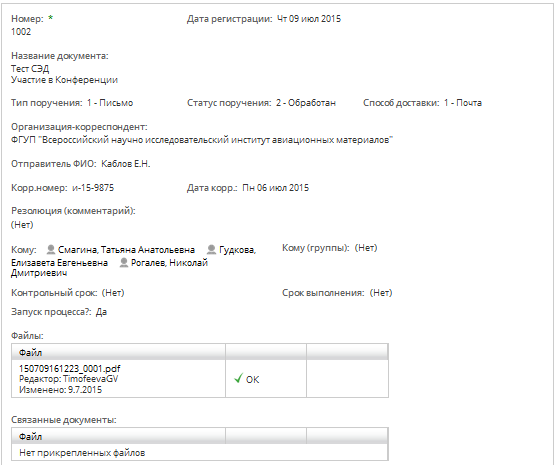 Номер: * Дата регистрации: Чт 09 июл 2015
1002
Название документа:
Тест СЭД
Участие в Конференции
Тип поручения: 1 - Письмо Статус поручения: 2 - Обработан Способ доставки: 1 - Почта
Организация-корреспондент:
ФГУП "Всероссийский научно исследовательский институт авиационных материалов"
Отправитель ФИО: Каблов Е.Н.
Корр.номер: и-15-9875 Дата корр.: Пн 06 июл 2015
Резолюция (комментарий):
(Нет)
Кому: Смагина, Татьяна Анатольевна Гудкова, Кому (группы): (Нет)
Елизавета Евгеньевна Рогалев, Николай
Дмитриевич
Контрольный срок: (Нет) Срок выполнения: (Нет)
Запуск процесса?: Да
Файлы:
Файл
150709161223_0001.pdf
Редактор: TimofeevaGV OK
Изменено: 9.7.2015
Связанные документы:
Файл
Нет прикрепленных файлов